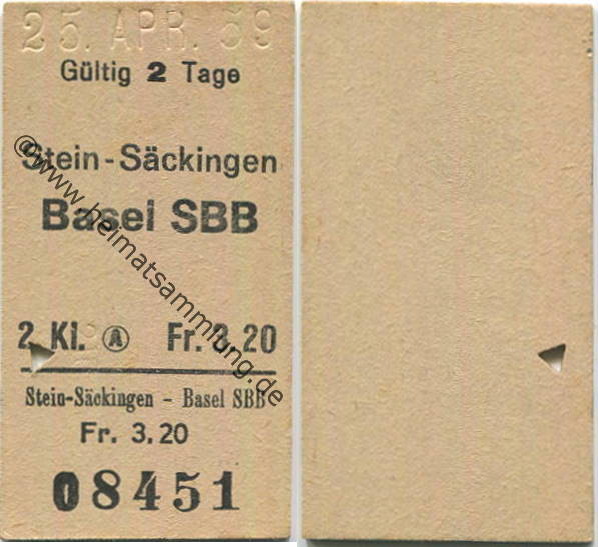 25. APR. 59
Gültig 2 Tage
Stein-Säckingen
Basel SBB
2. Kl. A Fr. 3.20
Stein-Säckingen - Basel SBB
Fr. 3.20
08451
©www.heimatsammlung.de